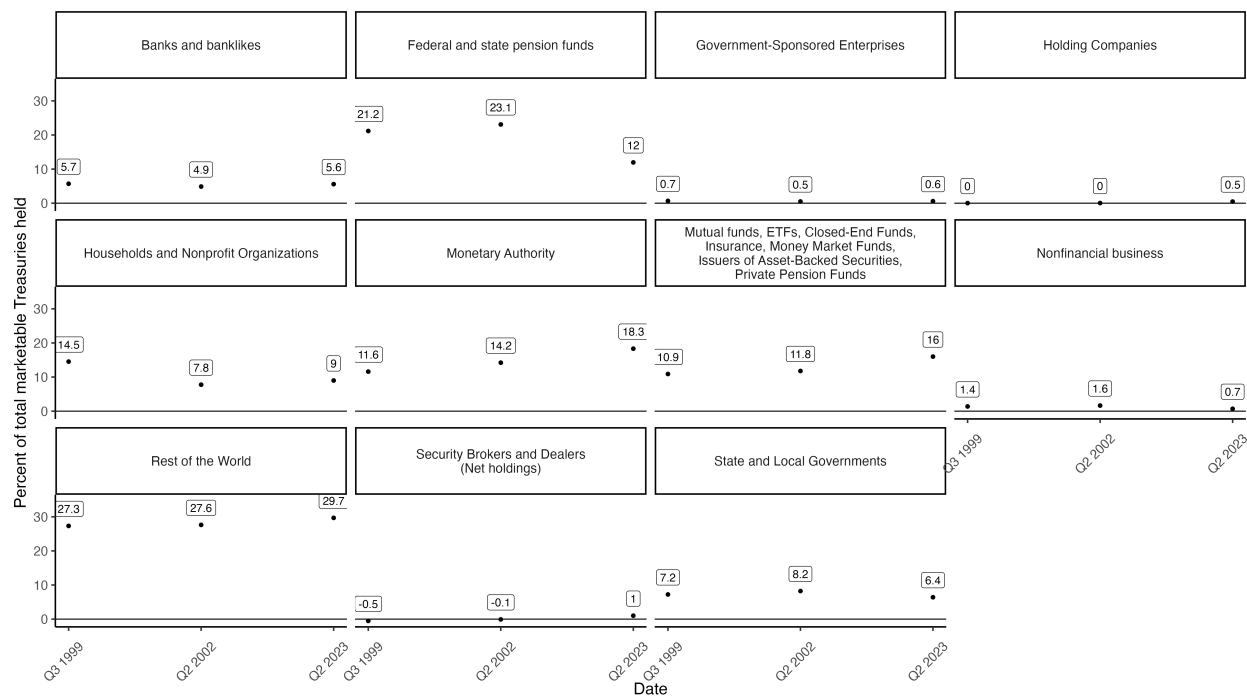 Banks and banklikes
Federal and state pension funds
Government-Sponsored Enterprises
Holding Companies
30
20
10
0
5.7
4.9
5.6
21.2
23.1
12
0.7
0.5
0.6
0
0
0.5
Households and Nonprofit Organizations
Monetary Authority
Mutual funds, ETFs, Closed-End Funds,
Insurance, Money Market Funds,
Issuers of Asset-Backed Securities,
Private Pension Funds
Nonfinancial business
30
20
10
0
14.5
7.8
9
11.6
14.2
18.3
10.9
11.8
16
1.4
1.6
0.7
Q3 1999
Q2 2002
Q2 2023
Rest of the World
Security Brokers and Dealers
(Net holdings)
State and Local Governments
30
20
10
0
27.3
27.6
29.7
-0.5
-0.1
1
7.2
8.2
6.4
Q3 1999
Q2 2002
Q2 2023
Q3 1999
Q2 2002
Q2 2023
Q3 1999
Q2 2002
Q2 2023
Date
Percent of total marketable Treasuries held